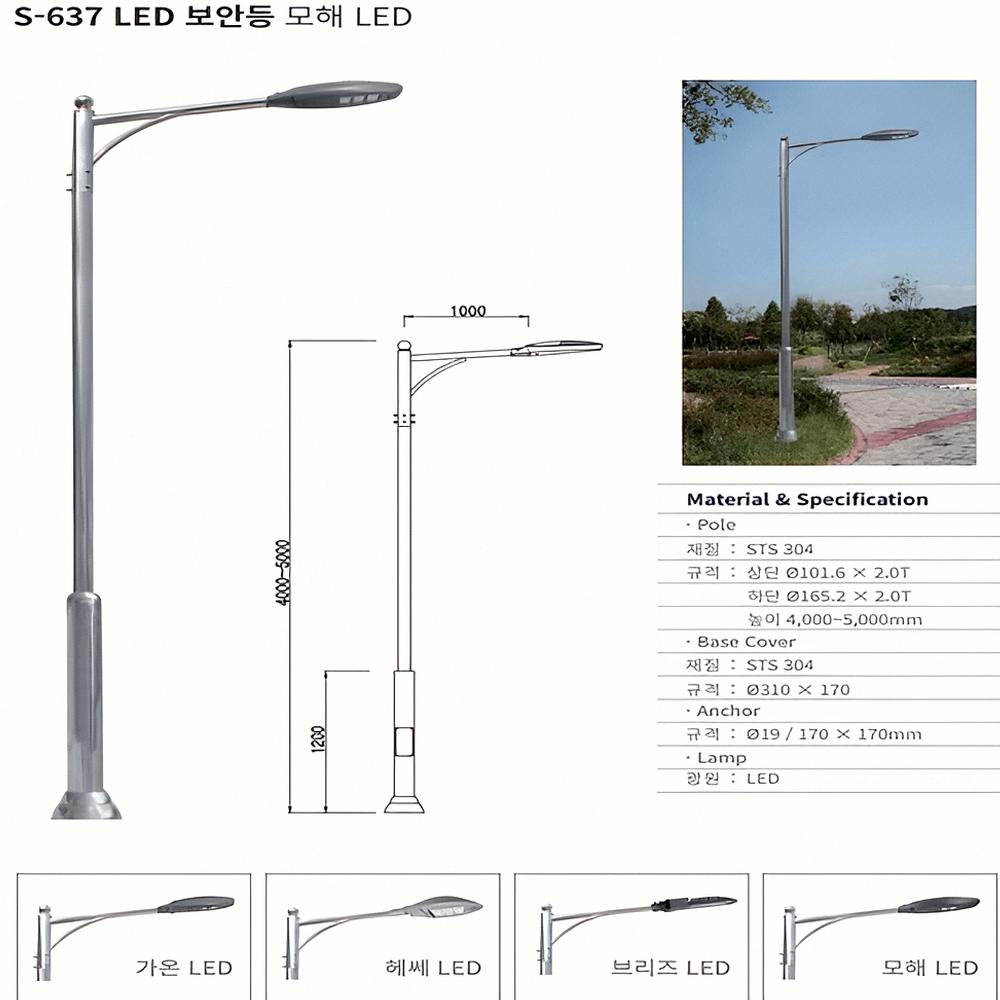 S-637 LED 보안등 모해 LED
1000
4000~5000
1200
Material & Specification
· Pole
재질 : STS 304
규격 : 상단 Ø101.6 × 2.0T
하단 Ø165.2 × 2.0T
높이 4,000~5,000mm
· Base Cover
재질 : STS 304
규격 : Ø310 × 170
· Anchor
규격 : Ø19 / 170 × 170mm
· Lamp
광원 : LED
가온 LED
헤쎄 LED
브리즈 LED
모해 LED